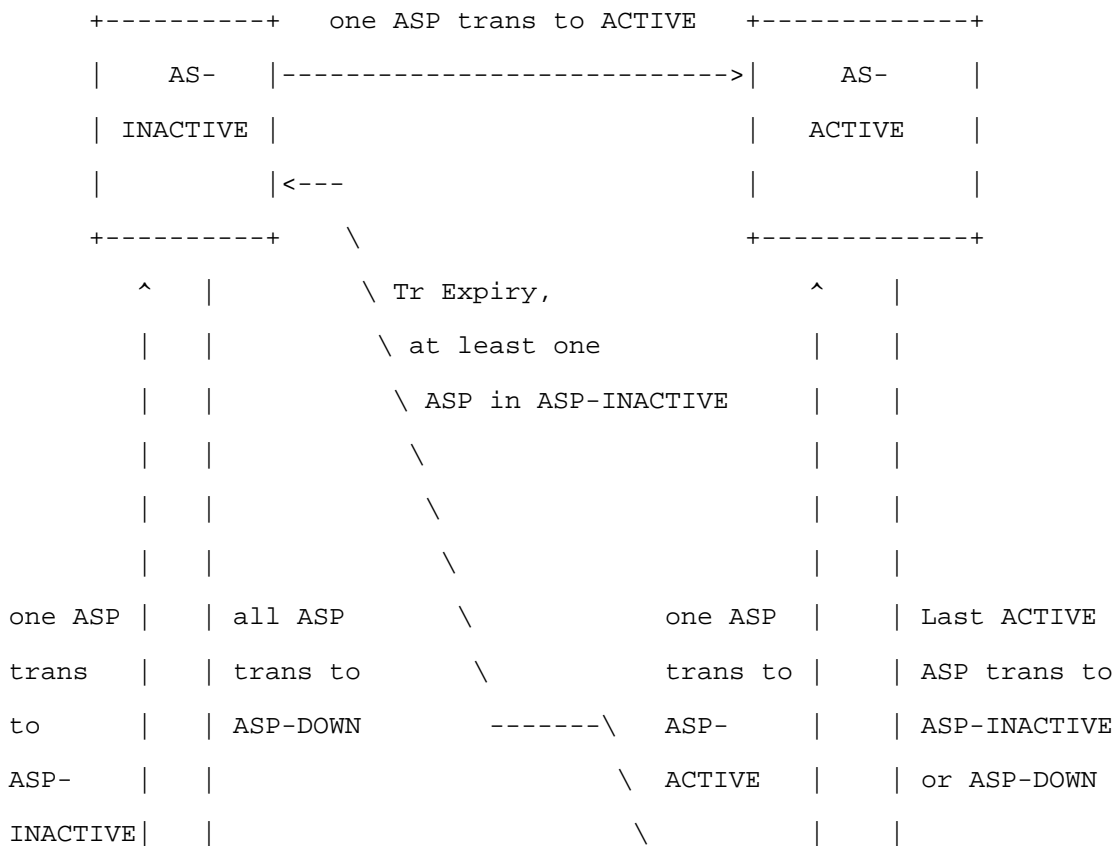 +----------+   one ASP trans to ACTIVE   +-------------+
|    AS-   |---------------------------->|     AS-     |
| INACTIVE |                             |   ACTIVE    |
|          |<---                         |             |
+----------+    \                        +-------------+
   ^   |         \ Tr Expiry,                ^    |
   |   |          \ at least one             |    |
   |   |           \ ASP in ASP-INACTIVE     |    |
   |   |            \                        |    |
   |   |             \                       |    |
   |   |              \                      |    |
one ASP |   | all ASP       \            one ASP  |    | Last ACTIVE
trans   |   | trans to       \           trans to |    | ASP trans to
to      |   | ASP-DOWN        -------\   ASP-     |    | ASP-INACTIVE
ASP-    |   |                         \  ACTIVE   |    | or ASP-DOWN
INACTIVE|   |                          \          |    |